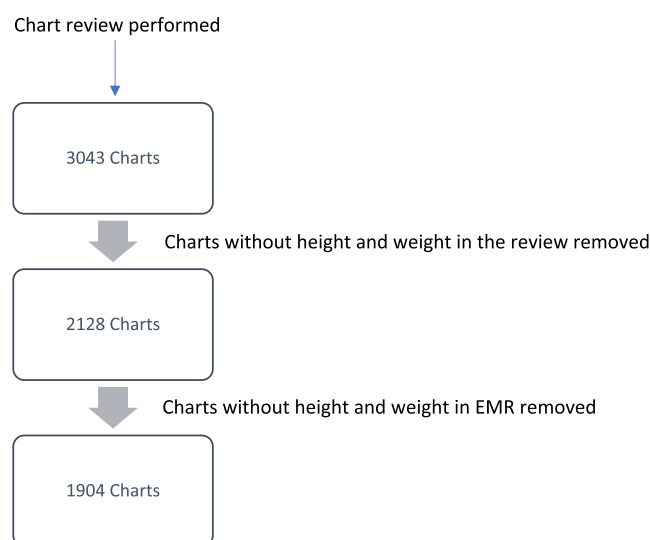 Chart review performed
3043 Charts
Charts without height and weight in the review removed
2128 Charts
Charts without height and weight in EMR removed
1904 Charts